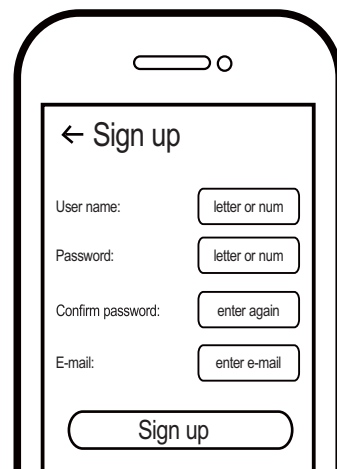 ← Sign up
User name: letter or num
Password: letter or num
Confirm password: enter again
E-mail: enter e-mail
Sign up